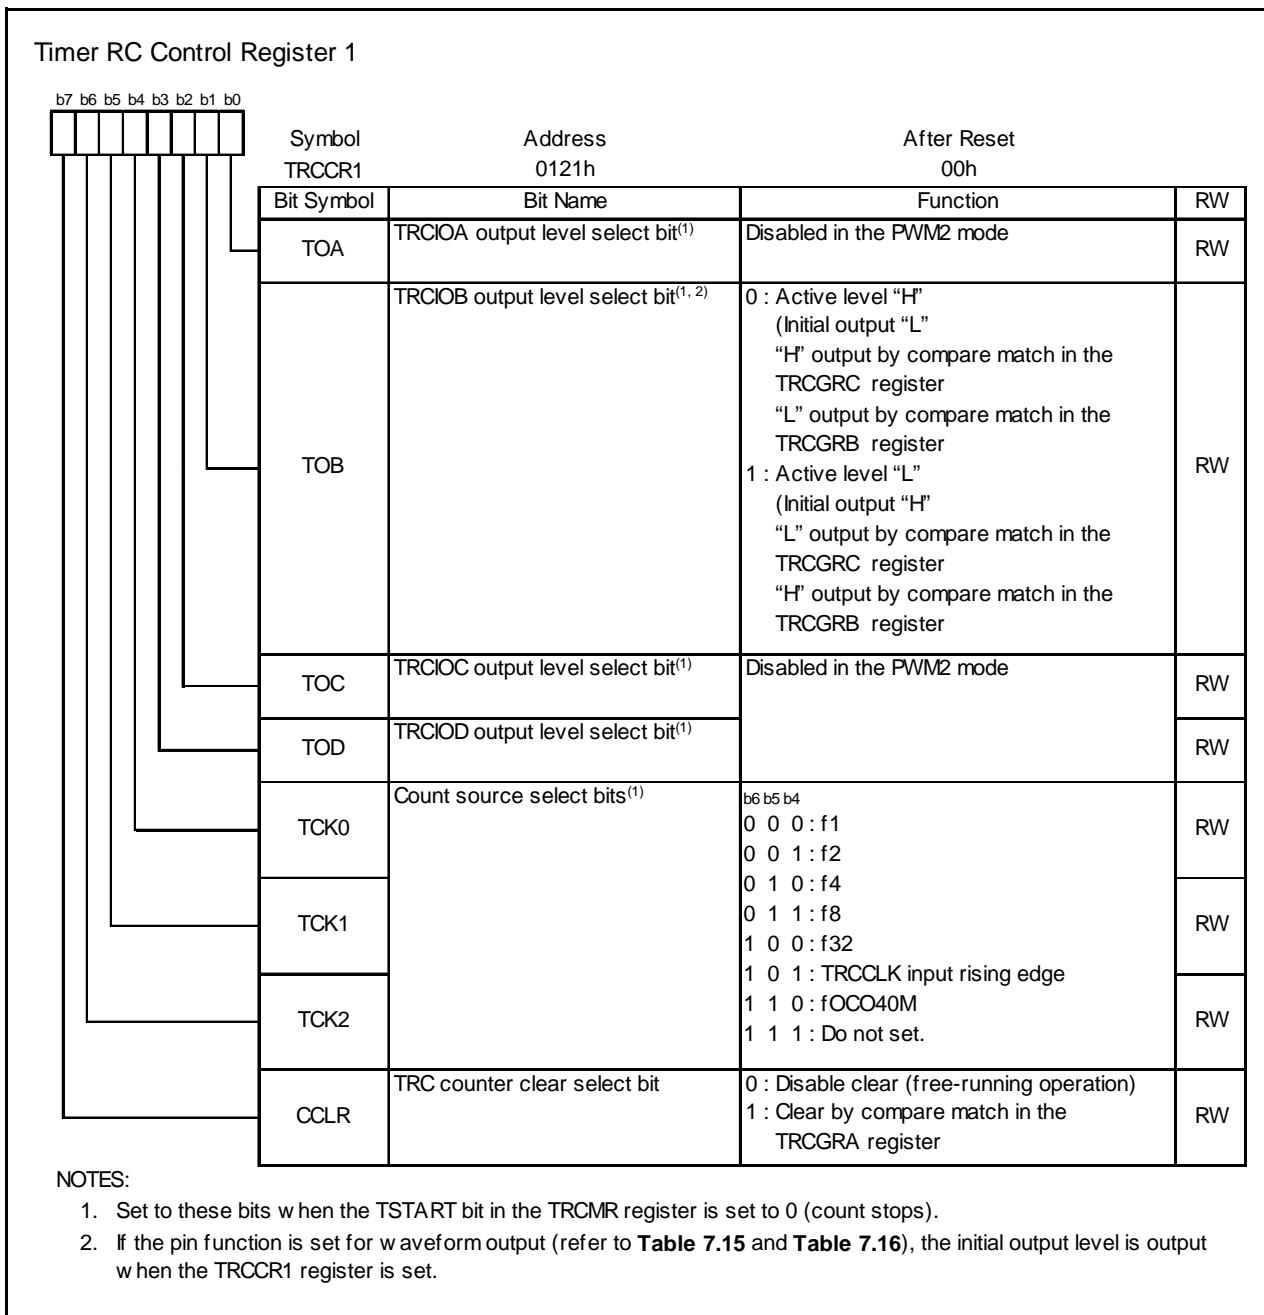 Timer RC Control Register 1
b7 b6 b5 b4 b3 b2 b1 b0
Symbol Address After Reset
TRCCR1 0121h 00h
Bit Symbol Bit Name Function RW
TOA TRCIOA output level select bit(1) Disabled in the PWM2 mode RW
TOB TRCIOB output level select bit(1, 2) 0 : Active level “H”
(Initial output “L”
“H” output by compare match in the
TRCGRC register
“L” output by compare match in the
TRCGRB register
1 : Active level “L”
(Initial output “H”
“L” output by compare match in the
TRCGRC register
“H” output by compare match in the
TRCGRB register
RW
TOC TRCIOC output level select bit(1) Disabled in the PWM2 mode RW
TOD TRCIOD output level select bit(1) RW
TCK0 Count source select bits(1) b6 b5 b4
0 0 0 : f1 RW
0 0 1 : f2
0 1 0 : f4
TCK1 0 1 1 : f8 RW
1 0 0 : f32
1 0 1 : TRCCLK input rising edge
TCK2 1 1 0 : fOCO40M RW
1 1 1 : Do not set.
CCLR TRC counter clear select bit 0 : Disable clear (free-running operation)
1 : Clear by compare match in the
TRCGRA register
RW
NOTES:
1. Set to these bits when the TSTART bit in the TRCMR register is set to 0 (count stops).
2. If the pin function is set for waveform output (refer to Table 7.15 and Table 7.16), the initial output level is output
when the TRCCR1 register is set.